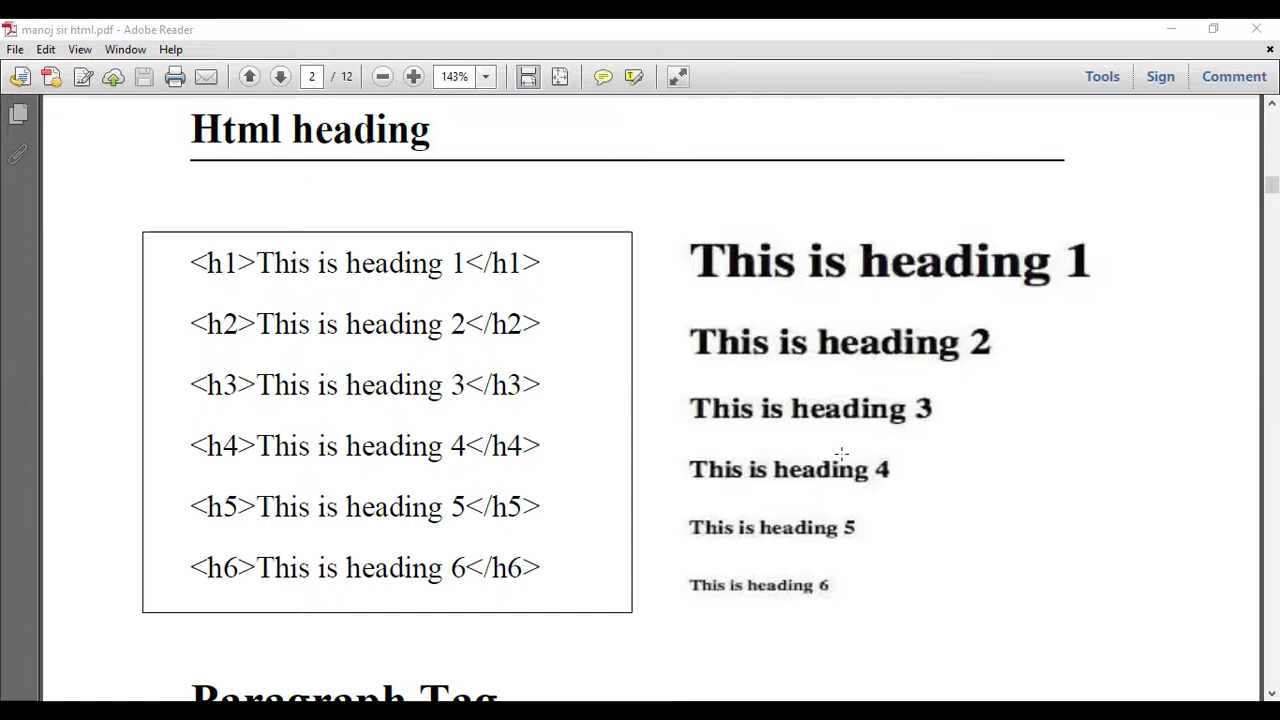 manoj sir html.pdf - Adobe Reader
File Edit View Window Help
2 / 12 143% Tools Sign Comment
Html heading
<h1>This is heading 1</h1>
<h2>This is heading 2</h2>
<h3>This is heading 3</h3>
<h4>This is heading 4</h4>
<h5>This is heading 5</h5>
<h6>This is heading 6</h6>
This is heading 1
This is heading 2
This is heading 3
This is heading 4
This is heading 5
This is heading 6
Paragraph Tag